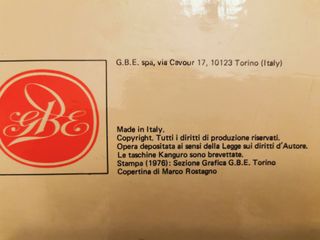 G.B.E. spa, via Cavour 17, 10123 Torino (Italy)
GBE
Made in Italy.
Copyright. Tutti i diritti di produzione riservati.
Opera depositata ai sensi della Legge sui diritti d'Autore.
Le taschine Kanguro sono brevettate.
Stampa (1976): Sezione Grafica G.B.E. Torino
Copertina di Marco Rostagno